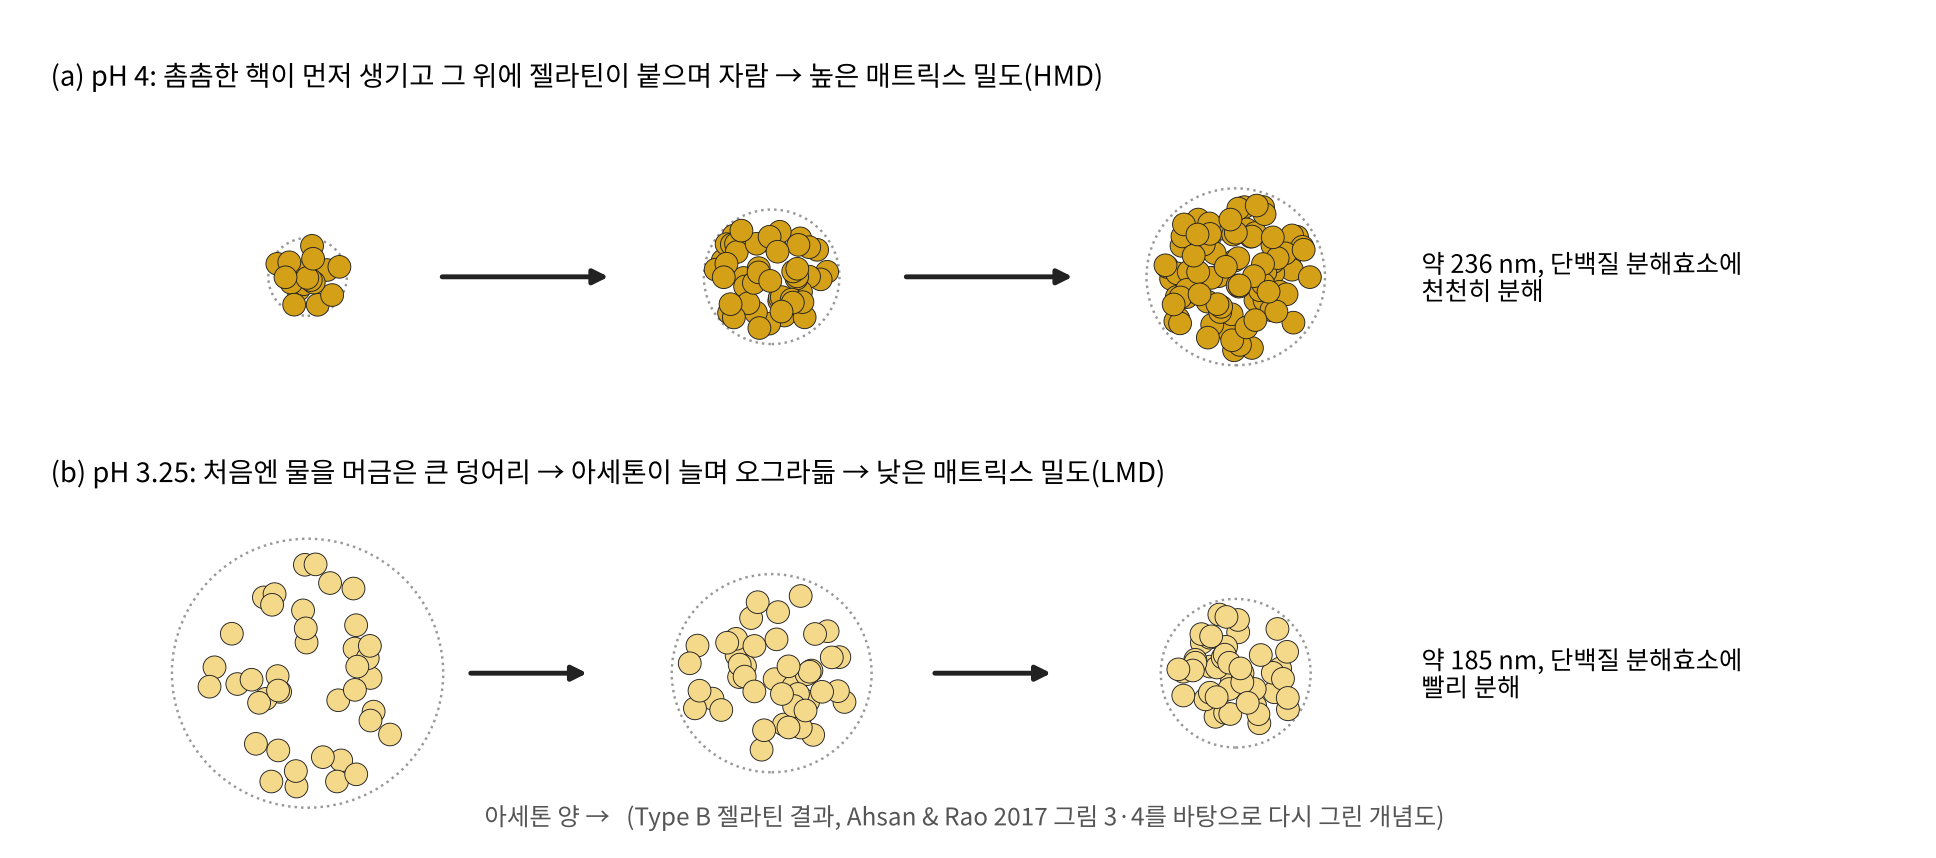 (a) pH 4:촘촘한 핵이 먼저 생기고 그 위에 젤라틴이 붙으며 자람 → 높은 매트릭스 밀도(HMD)
약 236 nm, 단백질 분해효소에
천천히 분해
(b) pH 3.25: 처음엔 물을 머금은 큰 덩어리 → 아세톤이 늘며 오그라듦 → 낮은 매트릭스 밀도(LMD)
약 185 nm, 단백질 분해효소에
빨리 분해
아세톤 양 → (Type B 젤라틴 결과, Ahsan & Rao 2017 그림 3·4를 바탕으로 다시 그린 개념도)